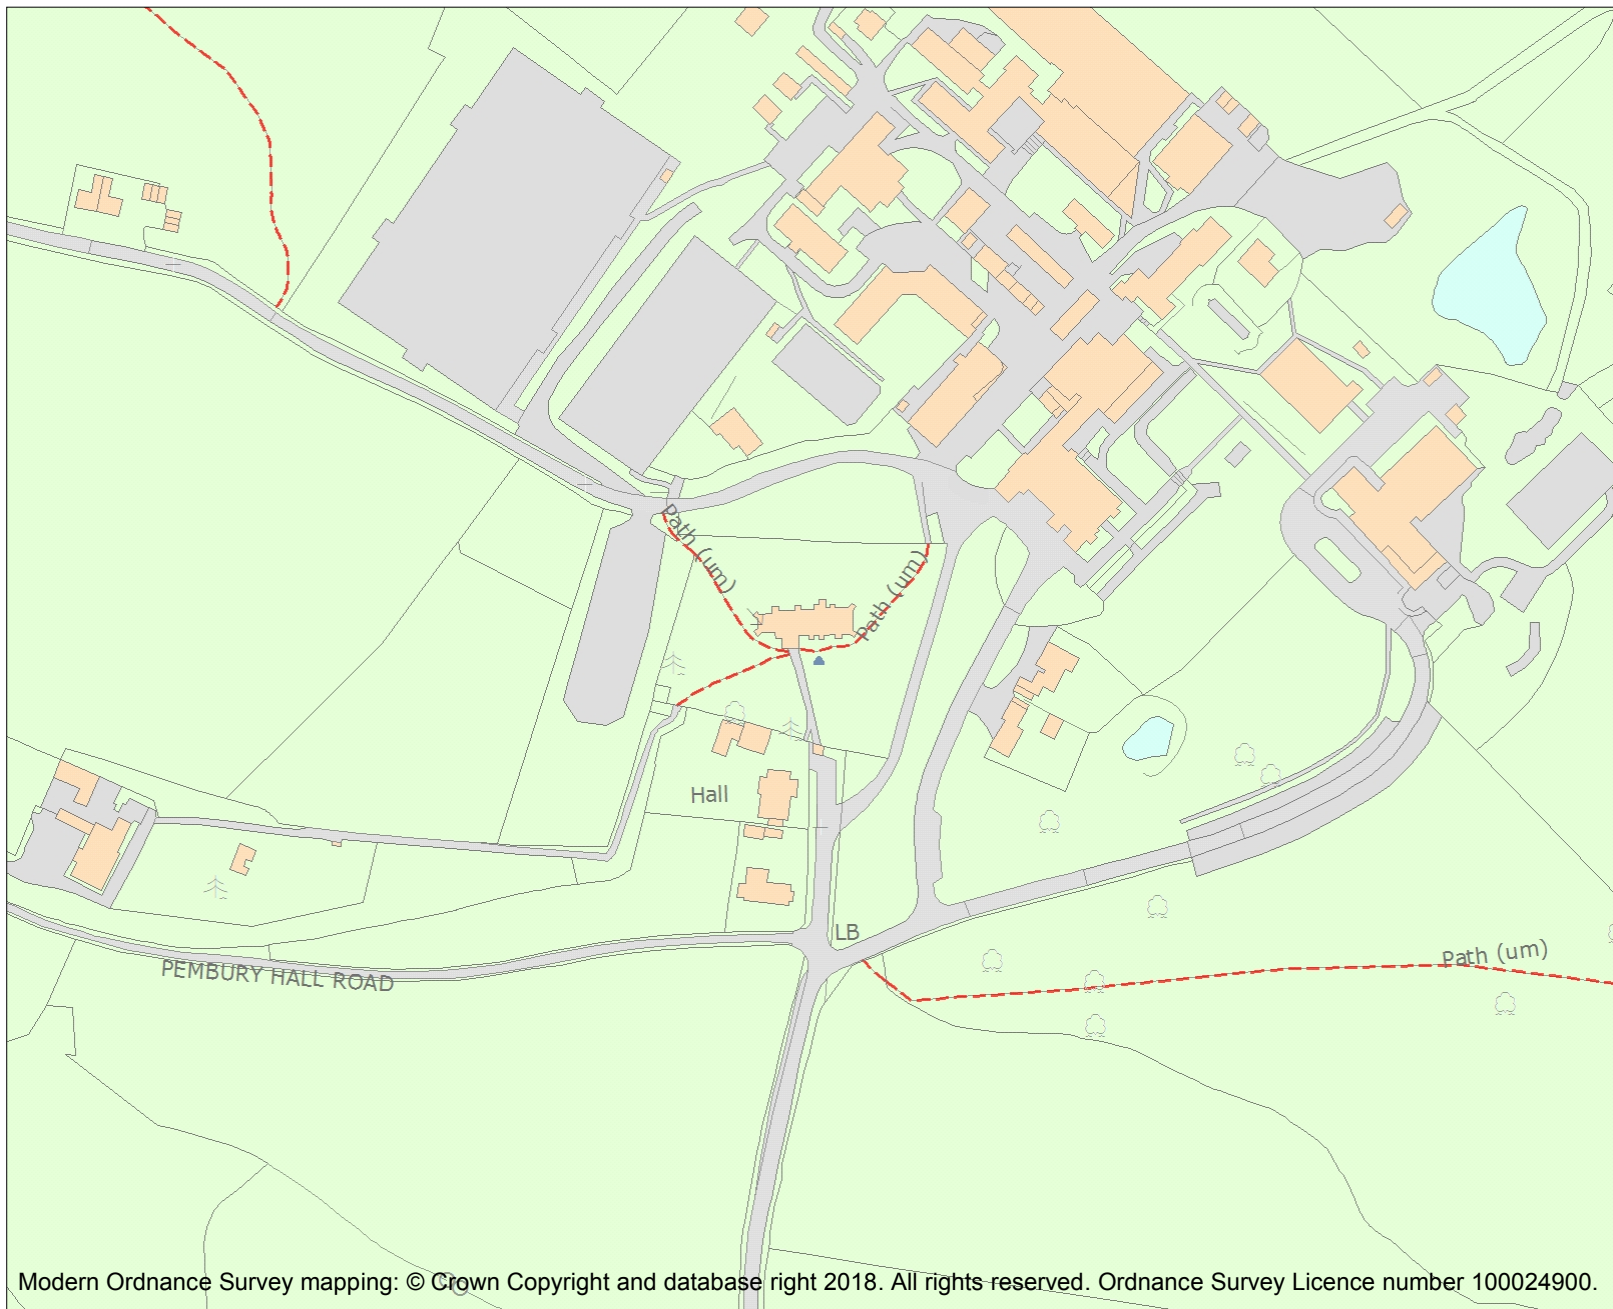 Path (um)
Path (um)
Hall
LB
Path (um)
PEMBURY HALL ROAD
Modern Ordnance Survey mapping: © Crown Copyright and database right 2018. All rights reserved. Ordnance Survey Licence number 100024900.